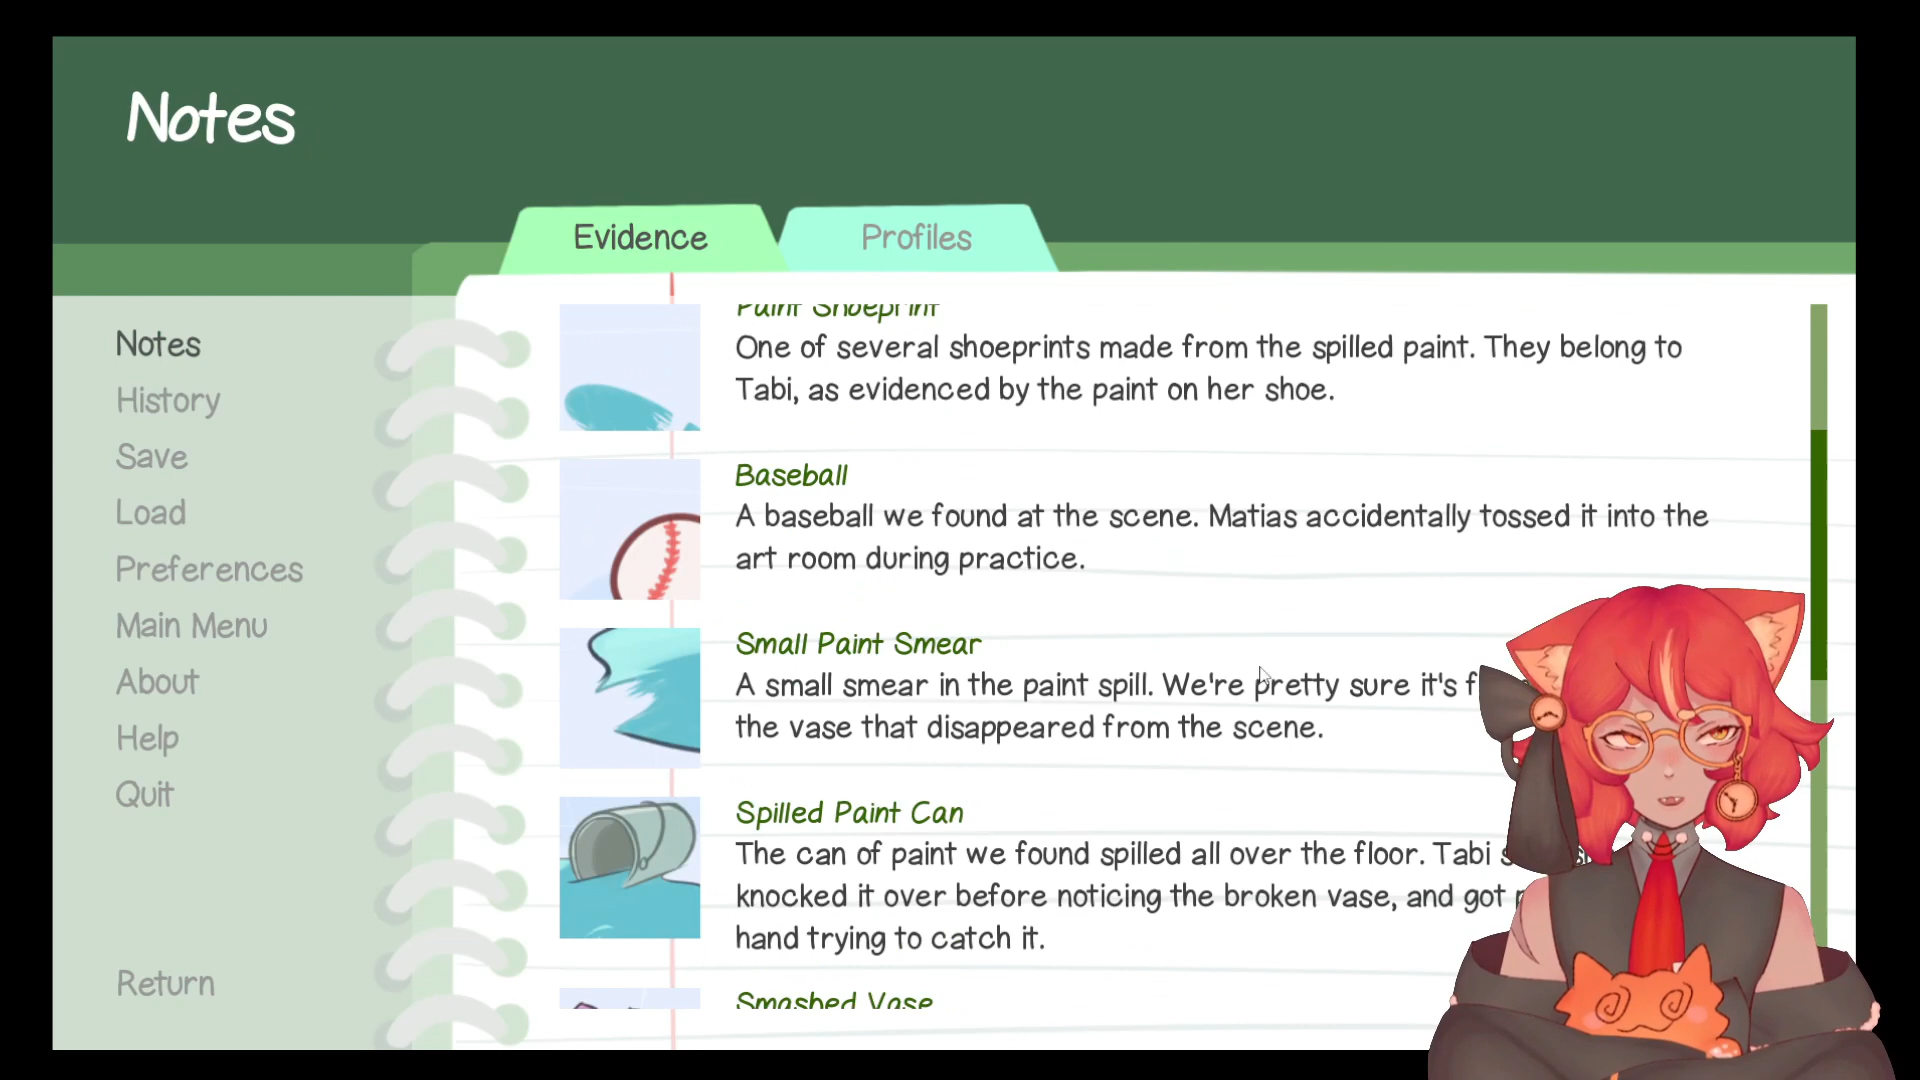 Notes
Evidence
Profiles
Notes
History
Save
Load
Preferences
Main Menu
About
Help
Quit
Return
Paint Shoeprint
One of several shoeprints made from the spilled paint. They belong to
Tabi, as evidenced by the paint on her shoe.
Baseball
A baseball we found at the scene. Matias accidentally tossed it into the
art room during practice.
Small Paint Smear
A small smear in the paint spill. We're pretty sure it's
the vase that disappeared from the scene.
Spilled Paint Can
The can of paint we found spilled all over the floor. Tabi
knocked it over before noticing the broken vase, and got
hand trying to catch it.
Smashed Vase